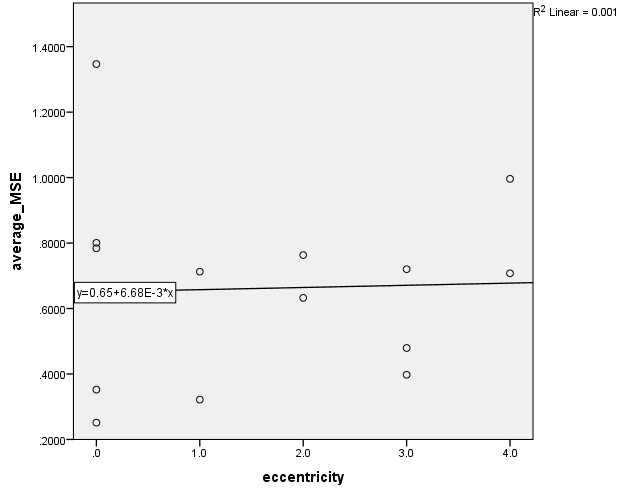 R2 Linear = 0.001
1.4000
1.2000
1.0000
.8000
.6000
.4000
.2000
average_MSE
y=0.65+6.68E-3*x
.0 1.0 2.0 3.0 4.0
eccentricity